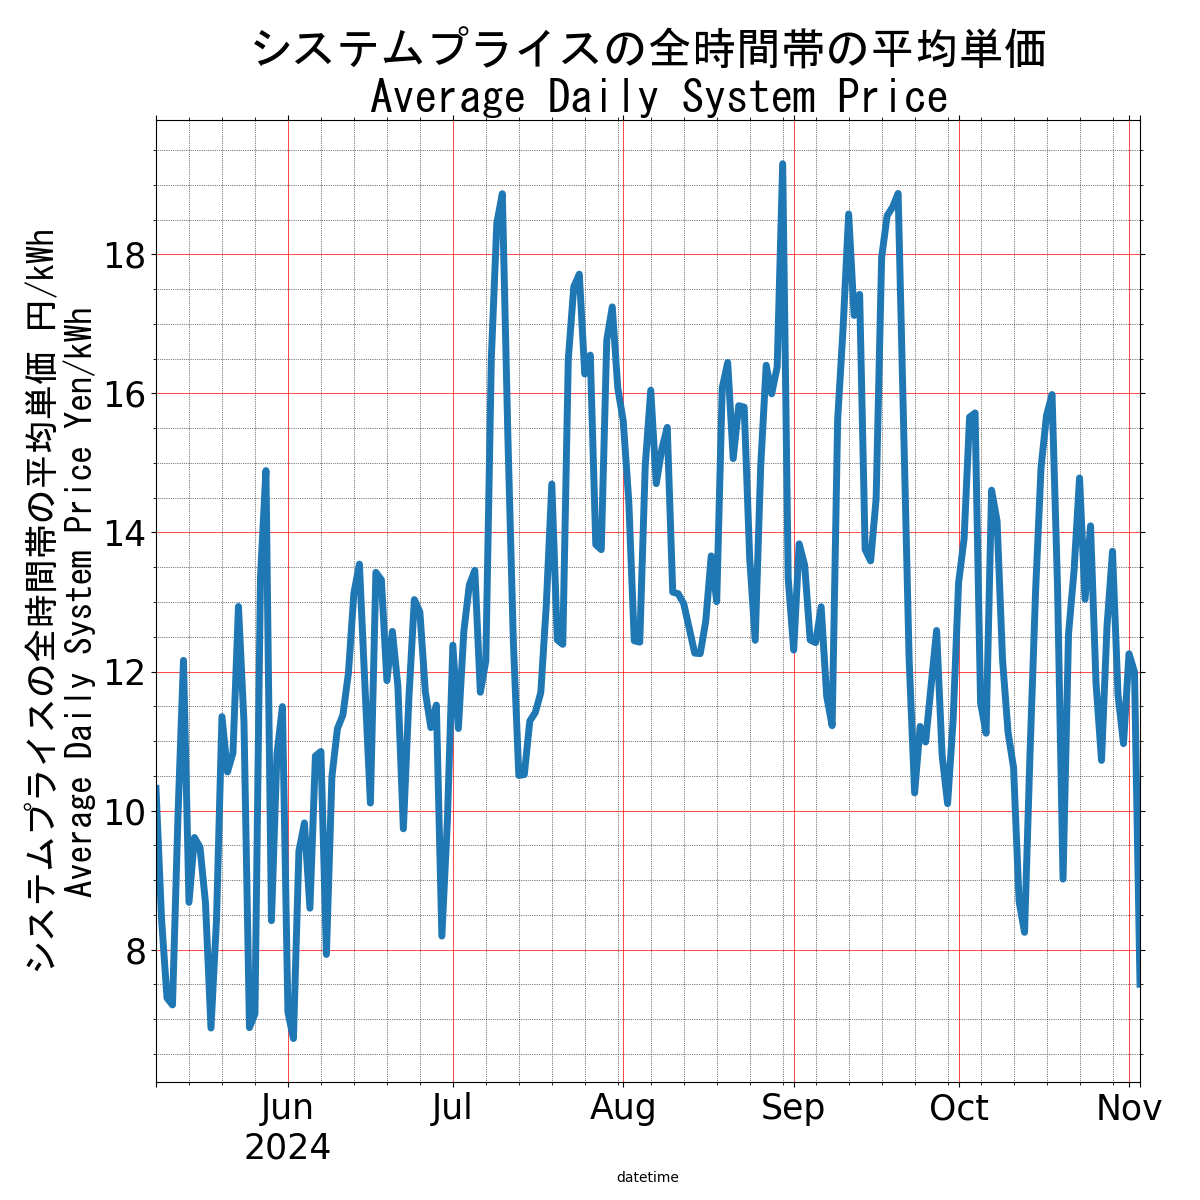 システムプライスの全時間帯の平均単価
Average Daily System Price
システムプライスの全時間帯の平均単価 円/kWh
Average Daily System Price Yen/kWh
18
16
14
12
10
8
Jun
2024
Jul
Aug
Sep
Oct
Nov
datetime